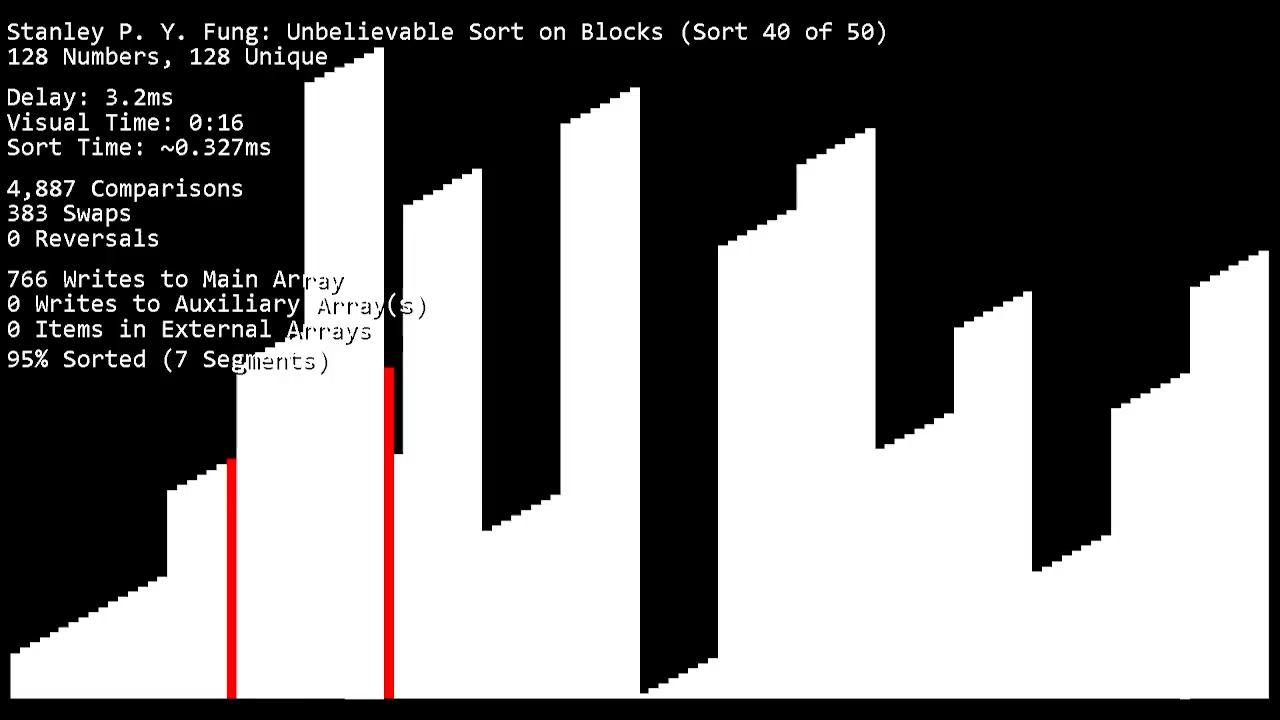 Stanley P. Y. Fung: Unbelievable Sort on Blocks (Sort 40 of 50)
128 Numbers, 128 Unique
Delay: 3.2ms
Visual Time: 0:16
Sort Time: ~0.327ms
4,887 Comparisons
383 Swaps
0 Reversals
766 Writes to Main Array
0 Writes to Auxiliary Array(s)
0 Items in External Arrays
95% Sorted (7 Segments)